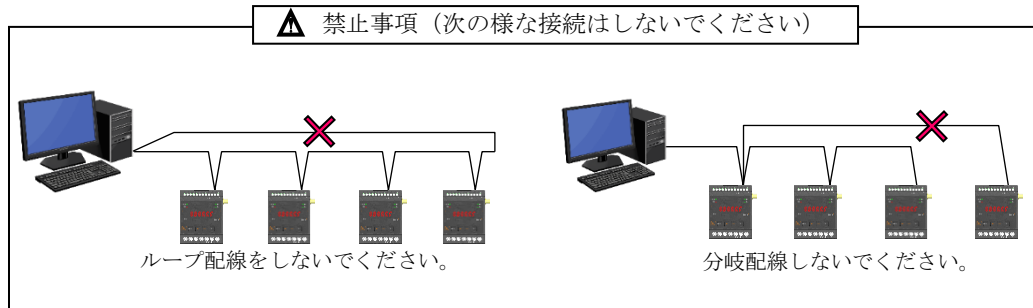 禁止事項（次の様な接続はしないでください）
ループ配線をしないでください。
分岐配線しないでください。